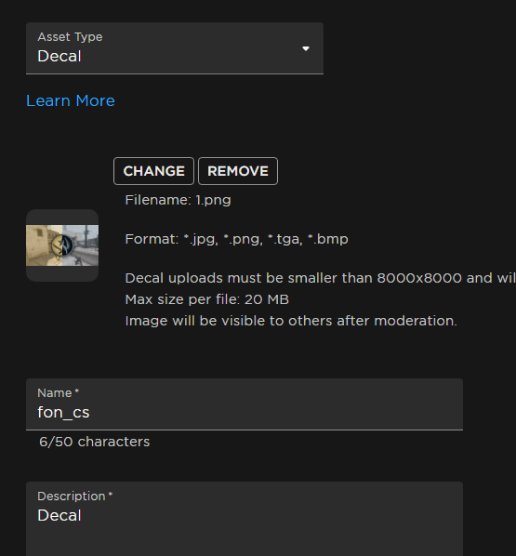 Asset Type
Decal
Learn More
CHANGE REMOVE
Filename: 1.png
Format: *.jpg, *.png, *.tga, *.bmp
Decal uploads must be smaller than 8000x8000 and wil
Max size per file: 20 MB
Image will be visible to others after moderation.
Name *
fon_cs
6/50 characters
Description *
Decal